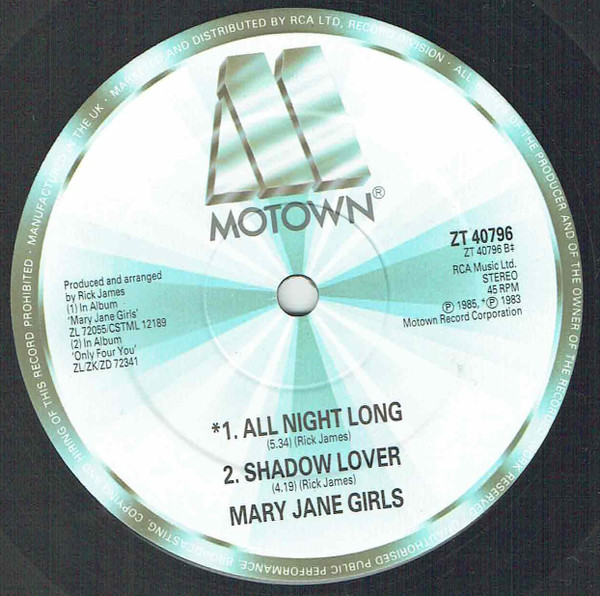 MANUFACTURED IN THE UK · MARKETED AND DISTRIBUTED BY RCA LTD, RECORD DIVISION · ALL
OF THE PRODUCER AND OF THE OWNER OF THE
WORK RESERVED
UNAUTHORISED PUBLIC PERFORMANCE, BROADCASTING, COPYING AND HIRING OF THIS RECORD PROHIBITED ·
MOTOWN®
ZT 40796
ZT 40796 B‡
RCA Music Ltd.
STEREO
45 RPM
Ⓟ 1985, *Ⓟ 1983
Motown Record Corporation
Produced and arranged
by Rick James
(1) In Album
'Mary Jane Girls'
ZL 72055/CSTML 12189
(2) In Album
'Only Four You'
ZL/ZK/ZD 72341
*1. ALL NIGHT LONG
(5.34) (Rick James)
2. SHADOW LOVER
(4.19) (Rick James)
MARY JANE GIRLS